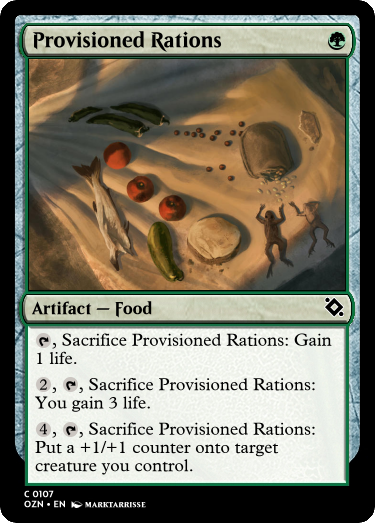 Provisioned Rations
Artifact — Food
, Sacrifice Provisioned Rations: Gain
1 life.
2, , Sacrifice Provisioned Rations:
You gain 3 life.
4, , Sacrifice Provisioned Rations:
Put a +1/+1 counter onto target
creature you control.
C 0107
OZN • EN MARKTARRISSE